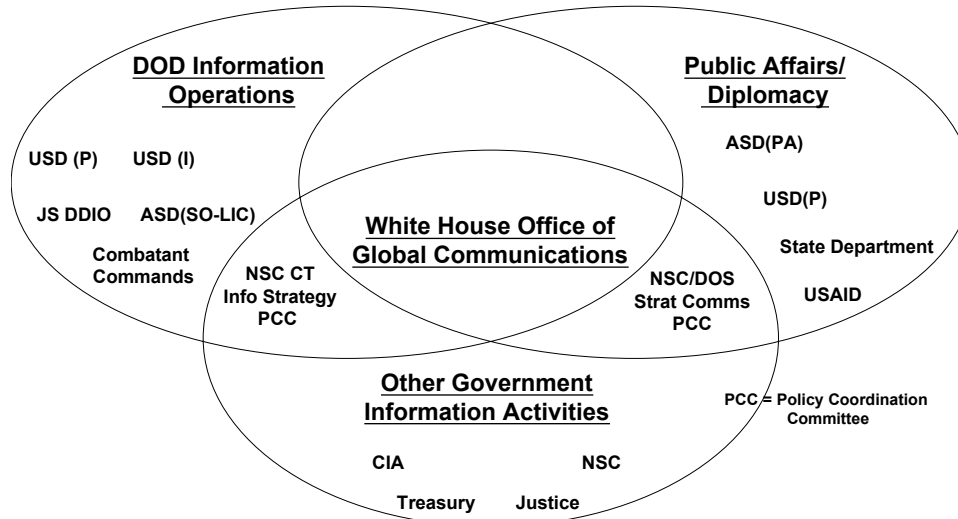 DOD Information
Operations
USD (P) USD (I)
JS DDIO ASD(SO-LIC)
Combatant
Commands
Public Affairs/
Diplomacy
ASD(PA)
USD(P)
State Department
USAID
White House Office of
Global Communications
NSC CT
Info Strategy
PCC
NSC/DOS
Strat Comms
PCC
Other Government
Information Activities
CIA NSC
Treasury Justice
PCC = Policy Coordination
Committee